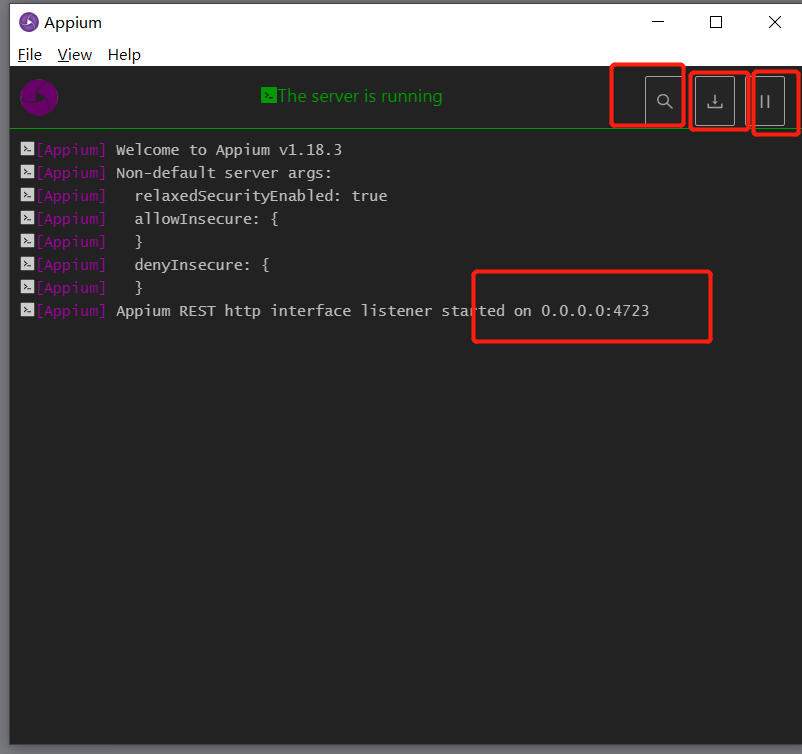 Appium
File View Help
The server is running
[Appium] Welcome to Appium v1.18.3
[Appium] Non-default server args:
[Appium]   relaxedSecurityEnabled: true
[Appium]   allowInsecure: {
[Appium]   }
[Appium]   denyInsecure: {
[Appium]   }
[Appium] Appium REST http interface listener started on 0.0.0.0:4723